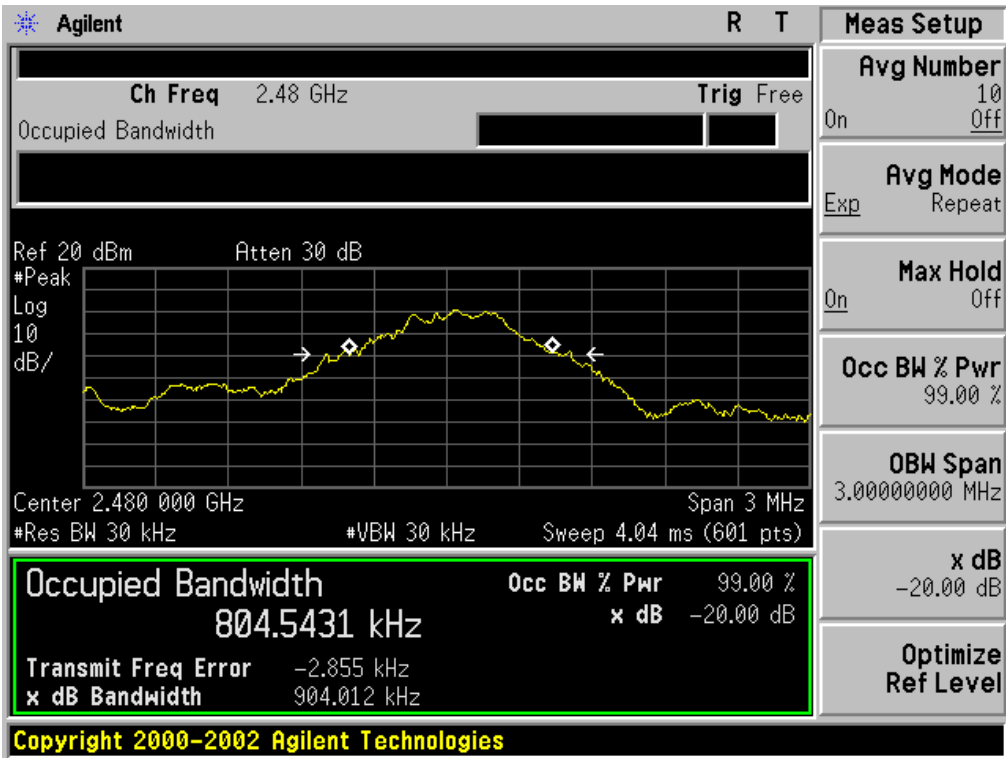 Agilent R T
Ch Freq 2.48 GHz Trig Free
Occupied Bandwidth
Ref 20 dBm Atten 30 dB
#Peak
Log
10
dB/
Center 2.480 000 GHz Span 3 MHz
#Res BW 30 kHz #VBW 30 kHz Sweep 4.04 ms (601 pts)
Occupied Bandwidth Occ BW % Pwr 99.00 %
804.5431 kHz x dB -20.00 dB
Transmit Freq Error -2.855 kHz
x dB Bandwidth 904.012 kHz
Copyright 2000-2002 Agilent Technologies
Meas Setup
Avg Number
10
On Off
Avg Mode
Exp Repeat
Max Hold
On Off
Occ BW % Pwr
99.00 %
OBW Span
3.00000000 MHz
x dB
-20.00 dB
Optimize
Ref Level